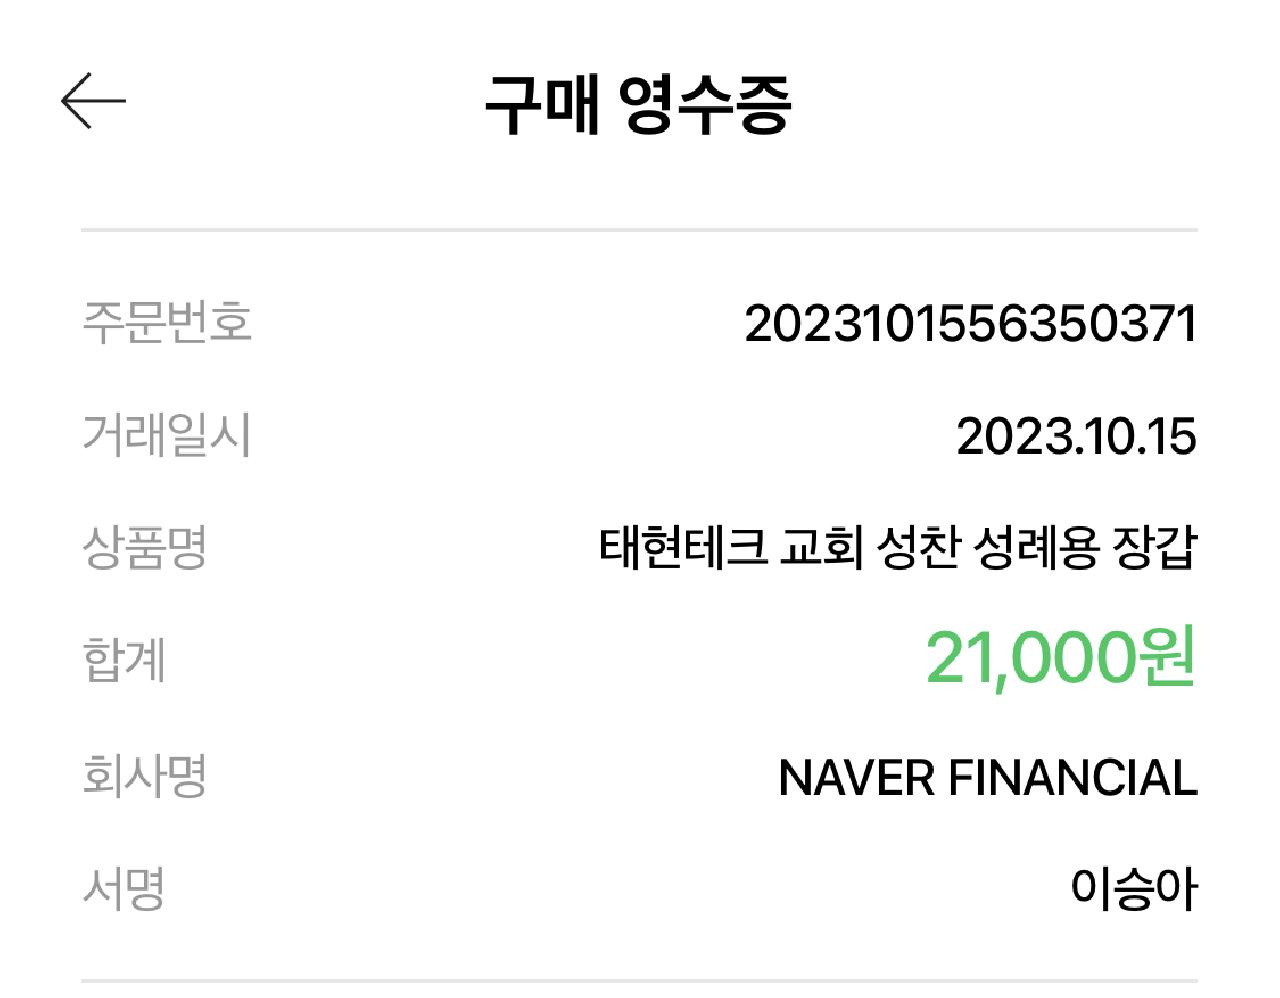 구매 영수증
주문번호 2023101556350371
거래일시 2023.10.15
상품명 태현테크 교회 성찬 성례용 장갑
합계 21,000원
회사명 NAVER FINANCIAL
서명 이승아